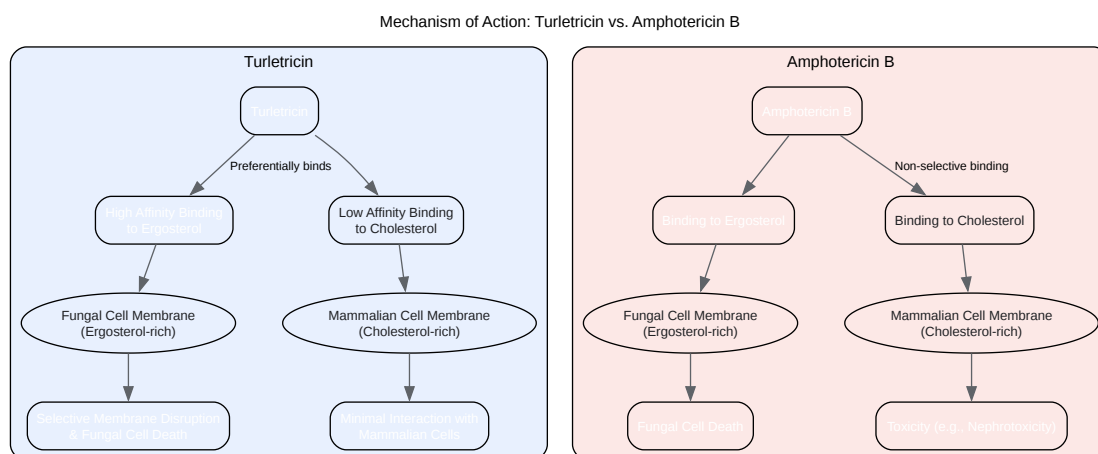 Mechanism of Action: Turletricin vs. Amphotericin B
Turletricin
Turletricin
Preferentially binds
High Affinity Binding
to Ergosterol
Low Affinity Binding
to Cholesterol
Fungal Cell Membrane
(Ergosterol-rich)
Mammalian Cell Membrane
(Cholesterol-rich)
Selective Membrane Disruption
& Fungal Cell Death
Minimal Interaction with
Mammalian Cells
Amphotericin B
Amphotericin B
Non-selective binding
Binding to Ergosterol
Binding to Cholesterol
Fungal Cell Membrane
(Ergosterol-rich)
Mammalian Cell Membrane
(Cholesterol-rich)
Fungal Cell Death
Toxicity (e.g., Nephrotoxicity)